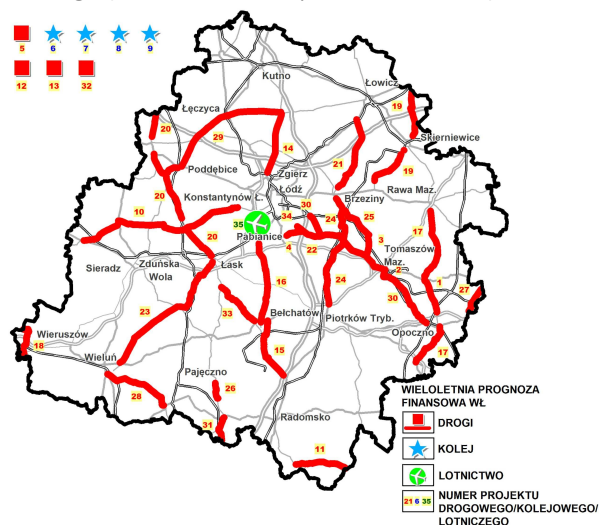 5 6 7 8 9
12 13 32
Kutno
Łowicz
19
Łęczyca
20
29
14
Skierniewice
21
19
Zgierz
Poddębice
Łódź
Rawa Maz.
20
Konstantynów Ł.
30
Brzeziny
10
34
24
25
17
35
Pabianice
20
4
22
3
Tomaszów
Maz.
2
Sieradz
Zduńska
Wola
Łask
16
24
1
30
27
23
33
Bełchatów
Piotrków Tryb.
Opoczno
Wieruszów
18
15
17
Wieluń
Pajęczno
26
28
31
Radomsko
11
WIELOLETNIA PROGNOZA
FINANSOWA WŁ
DROGI
KOLEJ
LOTNICTWO
21 6 35
NUMER PROJEKTU
DROGOWEGO/KOLEJOWEGO/
LOTNICZEGO